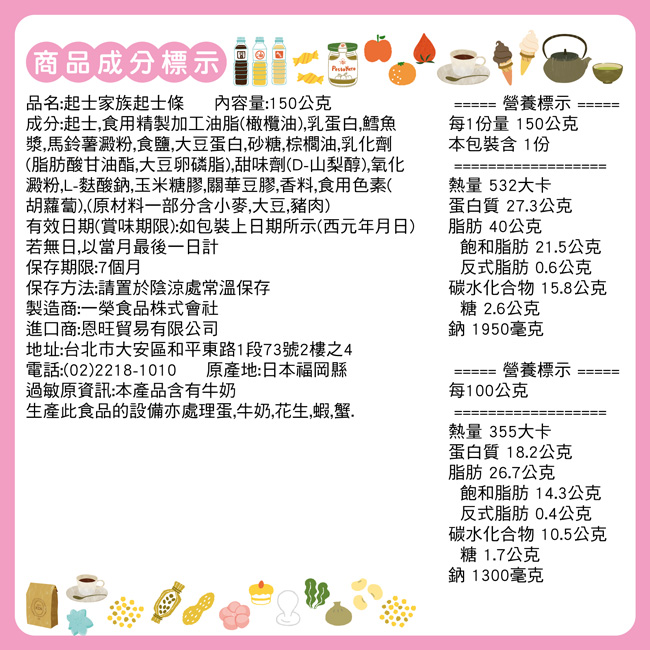 商品成分標示
品名:起士家族起士條 內容量:150公克
成分:起士,食用精製加工油脂(橄欖油),乳蛋白,鱈魚
漿,馬鈴薯澱粉,食鹽,大豆蛋白,砂糖,棕櫚油,乳化劑
(脂肪酸甘油酯,大豆卵磷脂),甜味劑(D-山梨醇),氧化
澱粉,L-麩酸鈉,玉米糖膠,關華豆膠,香料,食用色素(
胡蘿蔔),(原材料一部分含小麥,大豆,豬肉)
有效日期(賞味期限):如包裝上日期所示(西元年月日)
若無日,以當月最後一日計
保存期限:7個月
保存方法:請置於陰涼處常溫保存
製造商:一榮食品株式會社
進口商:恩旺貿易有限公司
地址:台北市大安區和平東路1段73號2樓之4
電話:(02)2218-1010 原產地:日本福岡縣
過敏原資訊:本產品含有牛奶
生產此食品的設備亦處理蛋,牛奶,花生,蝦,蟹.
===== 營養標示 =====
每1份量 150公克
本包裝含 1份
==================
熱量 532大卡
蛋白質 27.3公克
脂肪 40公克
飽和脂肪 21.5公克
反式脂肪 0.6公克
碳水化合物 15.8公克
糖 2.6公克
鈉 1950毫克
===== 營養標示 =====
每100公克
==================
熱量 355大卡
蛋白質 18.2公克
脂肪 26.7公克
飽和脂肪 14.3公克
反式脂肪 0.4公克
碳水化合物 10.5公克
糖 1.7公克
鈉 1300毫克